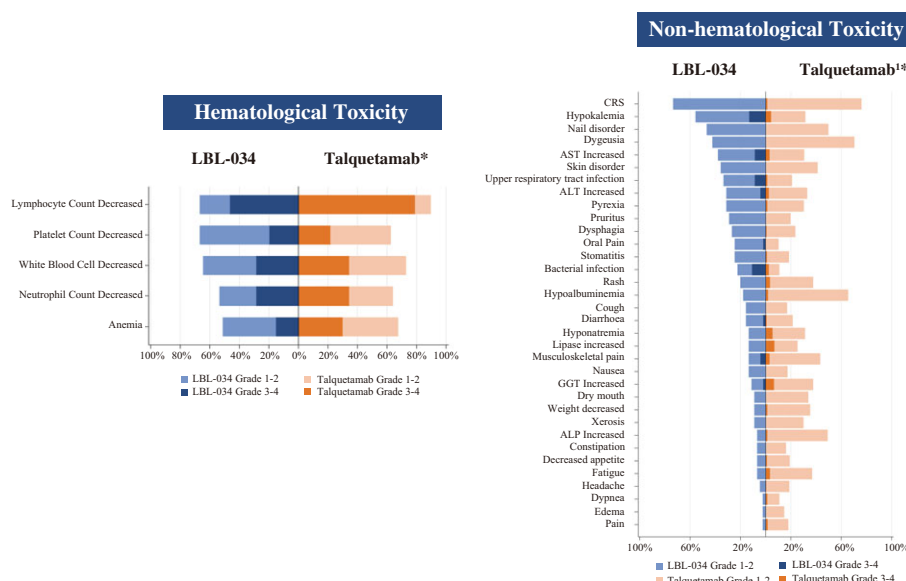 Non-hematological Toxicity
LBL-034 Talquetamab¹*
Hematological Toxicity
LBL-034 Talquetamab*
Lymphocyte Count Decreased
Platelet Count Decreased
White Blood Cell Decreased
Neutrophil Count Decreased
Anemia
100% 80% 60% 40% 20% 0% 20% 40% 60% 80% 100%
LBL-034 Grade 1-2 Talquetamab Grade 1-2
LBL-034 Grade 3-4 Talquetamab Grade 3-4
CRS
Hypokalemia
Nail disorder
Dygeusia
AST Increased
Skin disorder
Upper respiratory tract infection
ALT Increased
Pyrexia
Pruritus
Dysphagia
Oral Pain
Stomatitis
Bacterial infection
Rash
Hypoalbuminemia
Cough
Diarrhoea
Hyponatremia
Lipase increased
Musculoskeletal pain
Nausea
GGT Increased
Dry mouth
Weight decreased
Xerosis
ALP Increased
Constipation
Decreased appetite
Fatigue
Headache
Dypnea
Edema
Pain
100% 60% 20% 20% 60% 100%
LBL-034 Grade 1-2 LBL-034 Grade 3-4
Talquetamab Grade 1-2 Talquetamab Grade 3-4